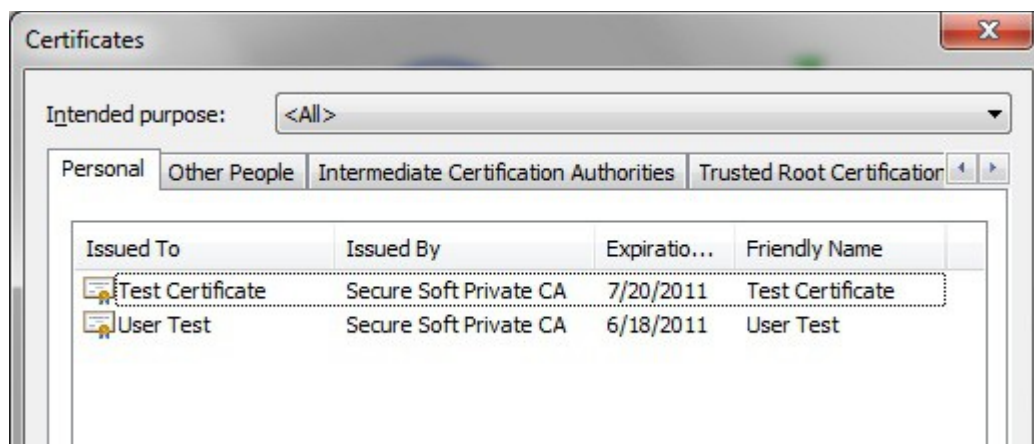 Certificates
Intended purpose: <All>
Personal Other People Intermediate Certification Authorities Trusted Root Certification
Issued To Issued By Expiratio... Friendly Name
Test Certificate Secure Soft Private CA 7/20/2011 Test Certificate
User Test Secure Soft Private CA 6/18/2011 User Test